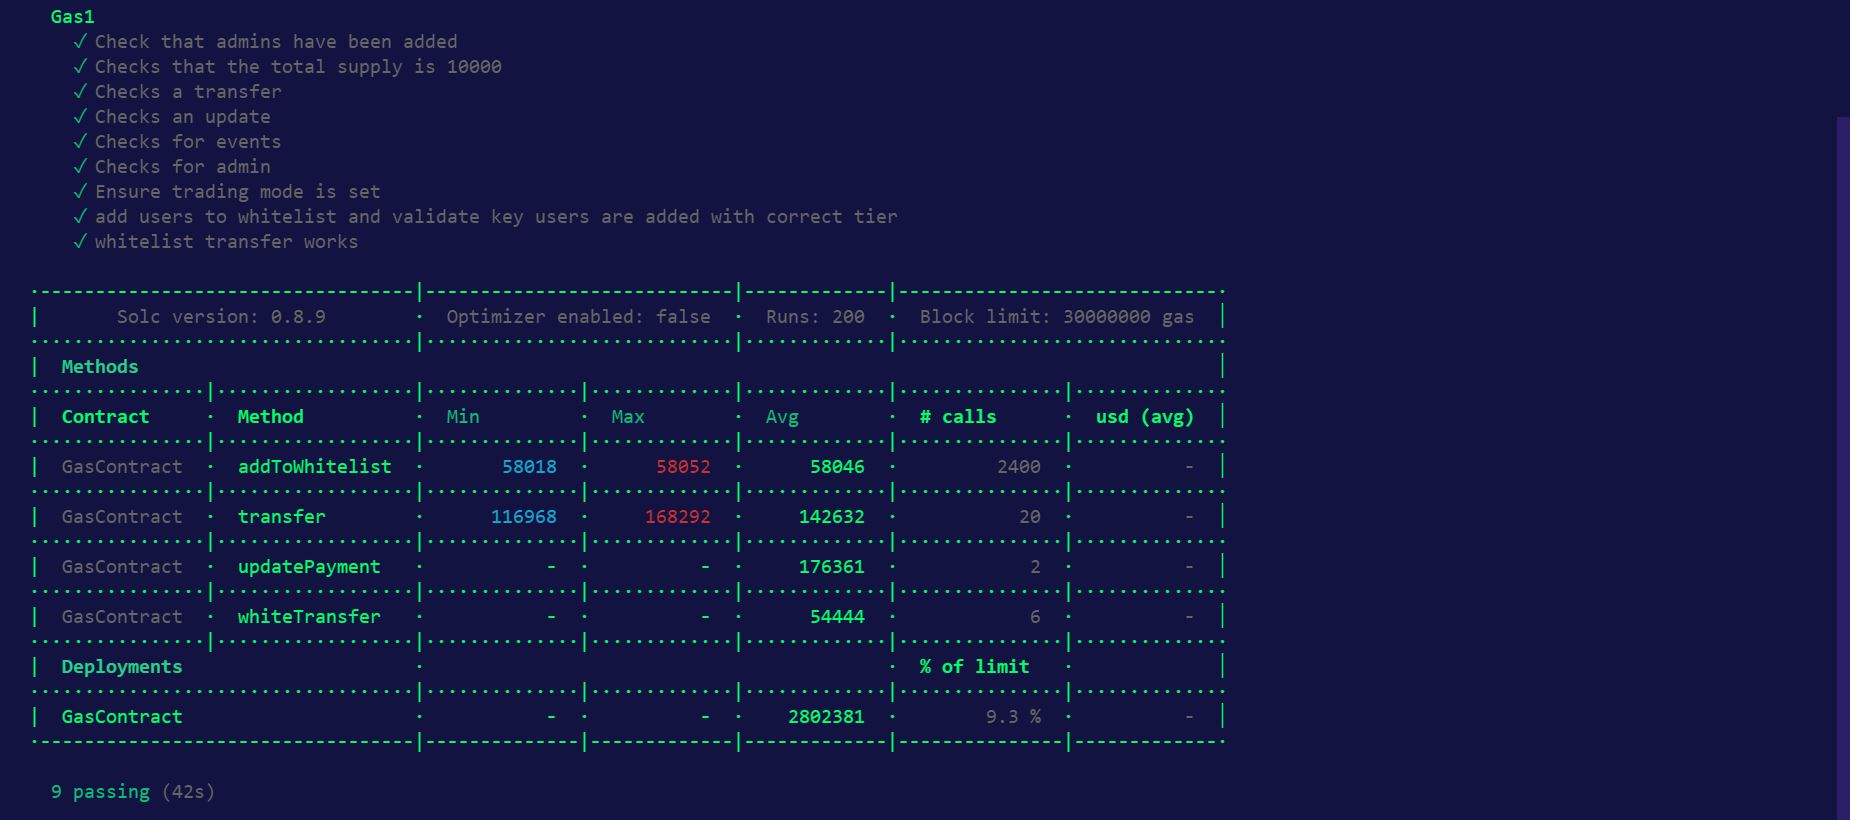 Gas1
✓ Check that admins have been added
✓ Checks that the total supply is 10000
✓ Checks a transfer
✓ Checks an update
✓ Checks for events
✓ Checks for admin
✓ Ensure trading mode is set
✓ add users to whitelist and validate key users are added with correct tier
✓ whitelist transfer works
Solc version: 0.8.9 · Optimizer enabled: false · Runs: 200 · Block limit: 30000000 gas
Methods
Contract · Method · Min · Max · Avg · # calls · usd (avg)
GasContract · addToWhitelist · 58018 · 58052 · 58046 · 2400 · -
GasContract · transfer · 116968 · 168292 · 142632 · 20 · -
GasContract · updatePayment · - · - · 176361 · 2 · -
GasContract · whiteTransfer · - · - · 54444 · 6 · -
Deployments · · % of limit ·
GasContract · - · - · 2802381 · 9.3 % · -
9 passing (42s)